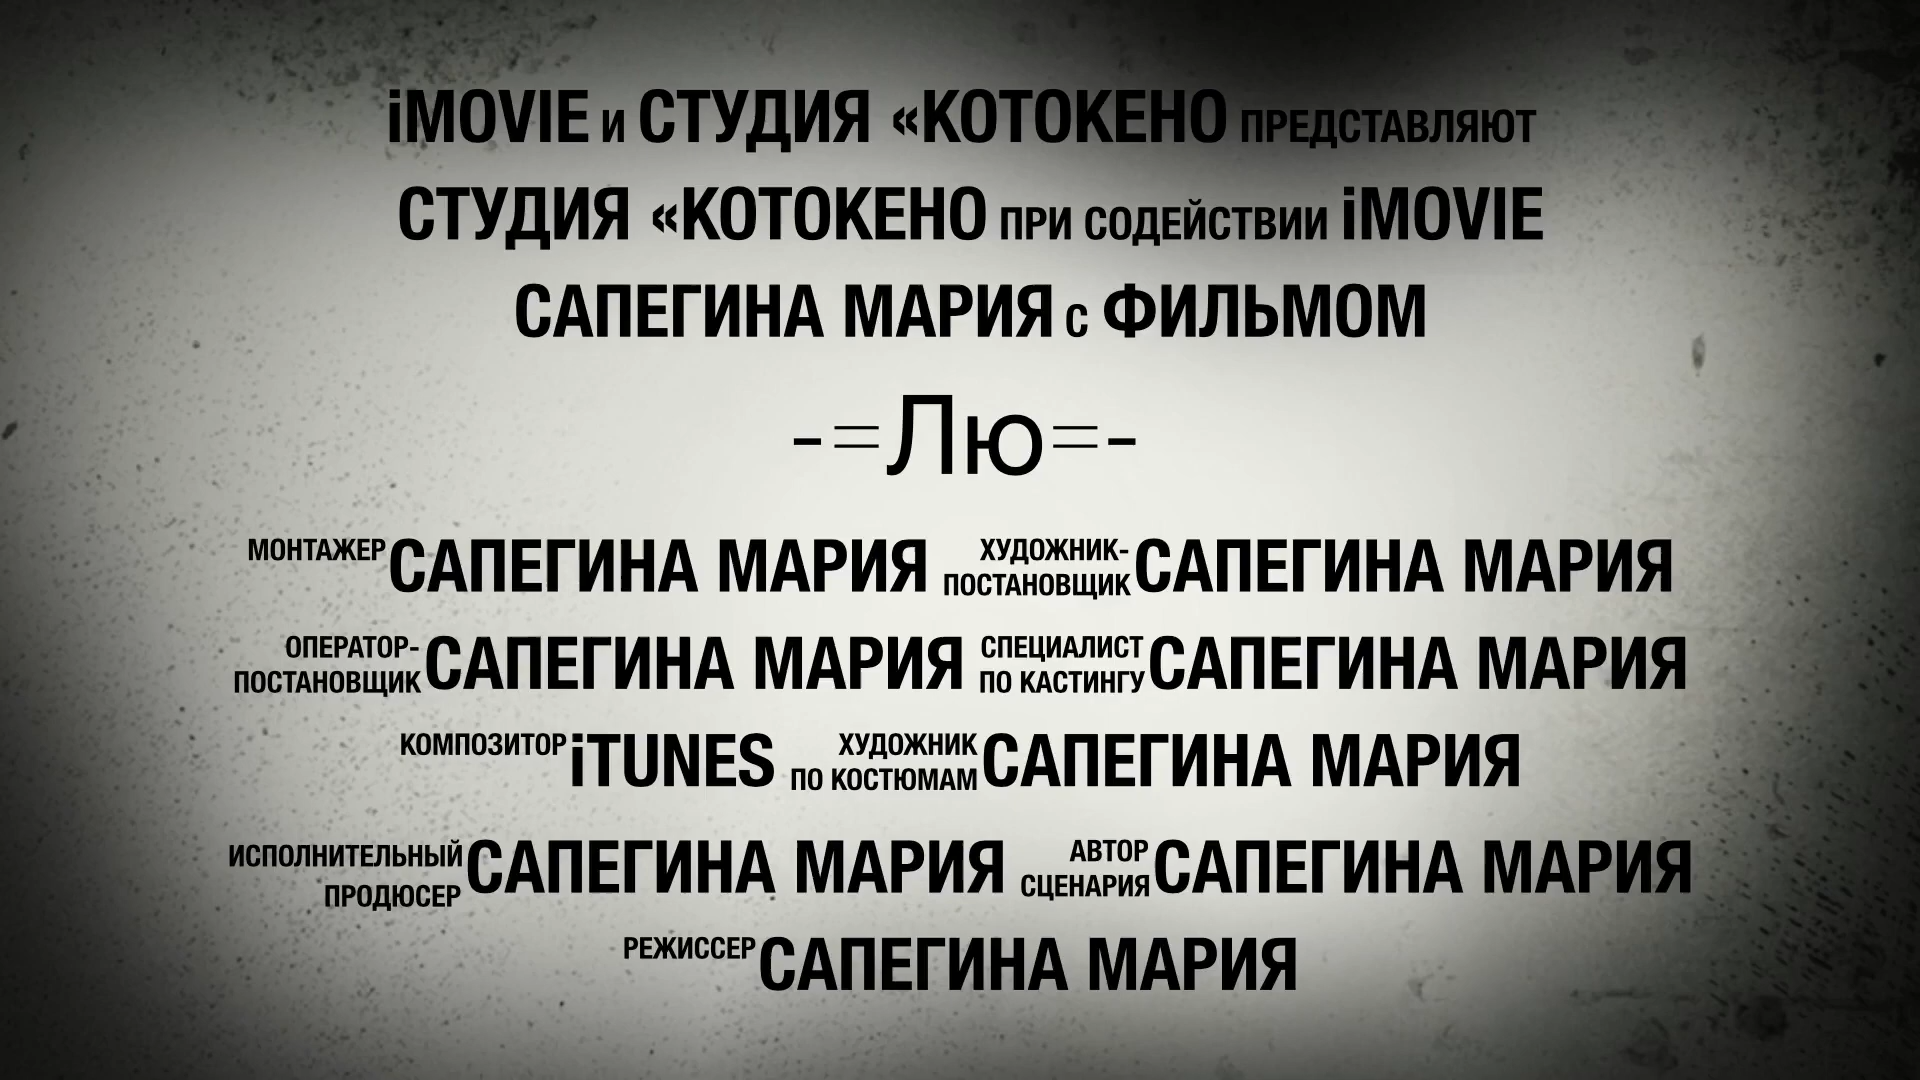 iMOVIE И СТУДИЯ «КОТОКЕНО ПРЕДСТАВЛЯЮТ
СТУДИЯ «КОТОКЕНО ПРИ СОДЕЙСТВИИ iMOVIE
САПЕГИНА МАРИЯ С ФИЛЬМОМ
-=Лю=-
МОНТАЖЕР САПЕГИНА МАРИЯ ХУДОЖНИК-ПОСТАНОВЩИК САПЕГИНА МАРИЯ
ОПЕРАТОР-ПОСТАНОВЩИК САПЕГИНА МАРИЯ СПЕЦИАЛИСТ ПО КАСТИНГУ САПЕГИНА МАРИЯ
КОМПОЗИТОР iTUNES ХУДОЖНИК ПО КОСТЮМАМ САПЕГИНА МАРИЯ
ИСПОЛНИТЕЛЬНЫЙ ПРОДЮСЕР САПЕГИНА МАРИЯ АВТОР СЦЕНАРИЯ САПЕГИНА МАРИЯ
РЕЖИССЕР САПЕГИНА МАРИЯ